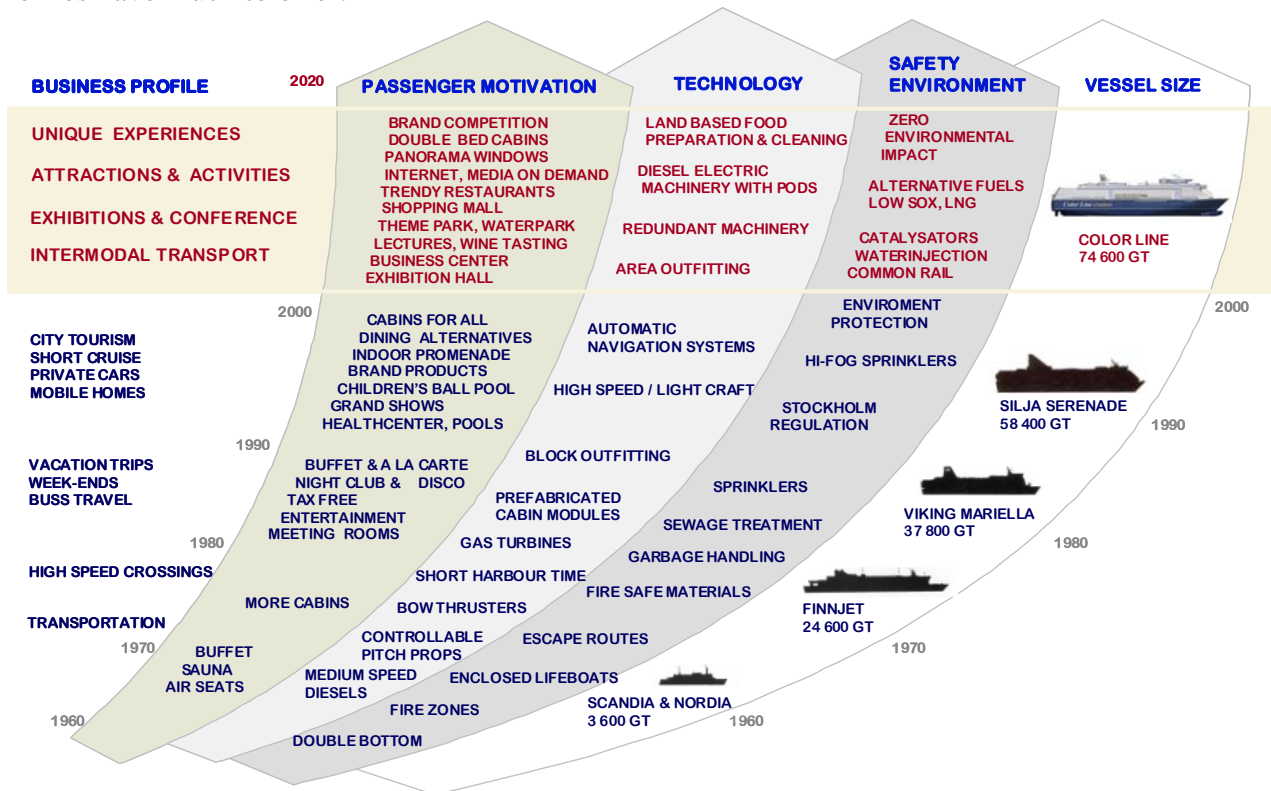 BUSINESS PROFILE
2020
PASSENGER MOTIVATION
TECHNOLOGY
SAFETY
ENVIRONMENT
VESSEL SIZE
UNIQUE EXPERIENCES
ATTRACTIONS & ACTIVITIES
EXHIBITIONS & CONFERENCE
INTERMODAL TRANSPORT
BRAND COMPETITION
DOUBLE BED CABINS
PANORAMA WINDOWS
INTERNET, MEDIA ON DEMAND
TRENDY RESTAURANTS
SHOPPING MALL
THEME PARK, WATERPARK
LECTURES, WINE TASTING
BUSINESS CENTER
EXHIBITION HALL
LAND BASED FOOD
PREPARATION & CLEANING
DIESEL ELECTRIC
MACHINERY WITH PODS
REDUNDANT MACHINERY
AREA OUTFITTING
ZERO
ENVIRONMENTAL
IMPACT
ALTERNATIVE FUELS
LOW SOX, LNG
CATALYSATORS
WATERINJECTION
COMMON RAIL
COLOR LINE
74 600 GT
2000
2000
CITY TOURISM
SHORT CRUISE
PRIVATE CARS
MOBILE HOMES
CABINS FOR ALL
DINING ALTERNATIVES
INDOOR PROMENADE
BRAND PRODUCTS
CHILDREN'S BALL POOL
GRAND SHOWS
HEALTHCENTER, POOLS
AUTOMATIC
NAVIGATION SYSTEMS
HIGH SPEED / LIGHT CRAFT
ENVIROMENT
PROTECTION
HI-FOG SPRINKLERS
STOCKHOLM
REGULATION
SILJA SERENADE
58 400 GT
1990
1990
VACATION TRIPS
WEEK-ENDS
BUSS TRAVEL
BUFFET & A LA CARTE
NIGHT CLUB & DISCO
TAX FREE
ENTERTAINMENT
MEETING ROOMS
BLOCK OUTFITTING
PREFABRICATED
CABIN MODULES
GAS TURBINES
SPRINKLERS
SEWAGE TREATMENT
GARBAGE HANDLING
VIKING MARIELLA
37 800 GT
1980
1980
HIGH SPEED CROSSINGS
TRANSPORTATION
MORE CABINS
SHORT HARBOUR TIME
BOW THRUSTERS
CONTROLLABLE
PITCH PROPS
FIRE SAFE MATERIALS
ESCAPE ROUTES
FINNJET
24 600 GT
1970
1970
BUFFET
SAUNA
AIR SEATS
MEDIUM SPEED
DIESELS
ENCLOSED LIFEBOATS
FIRE ZONES
DOUBLE BOTTOM
SCANDIA & NORDIA
3 600 GT
1960
1960